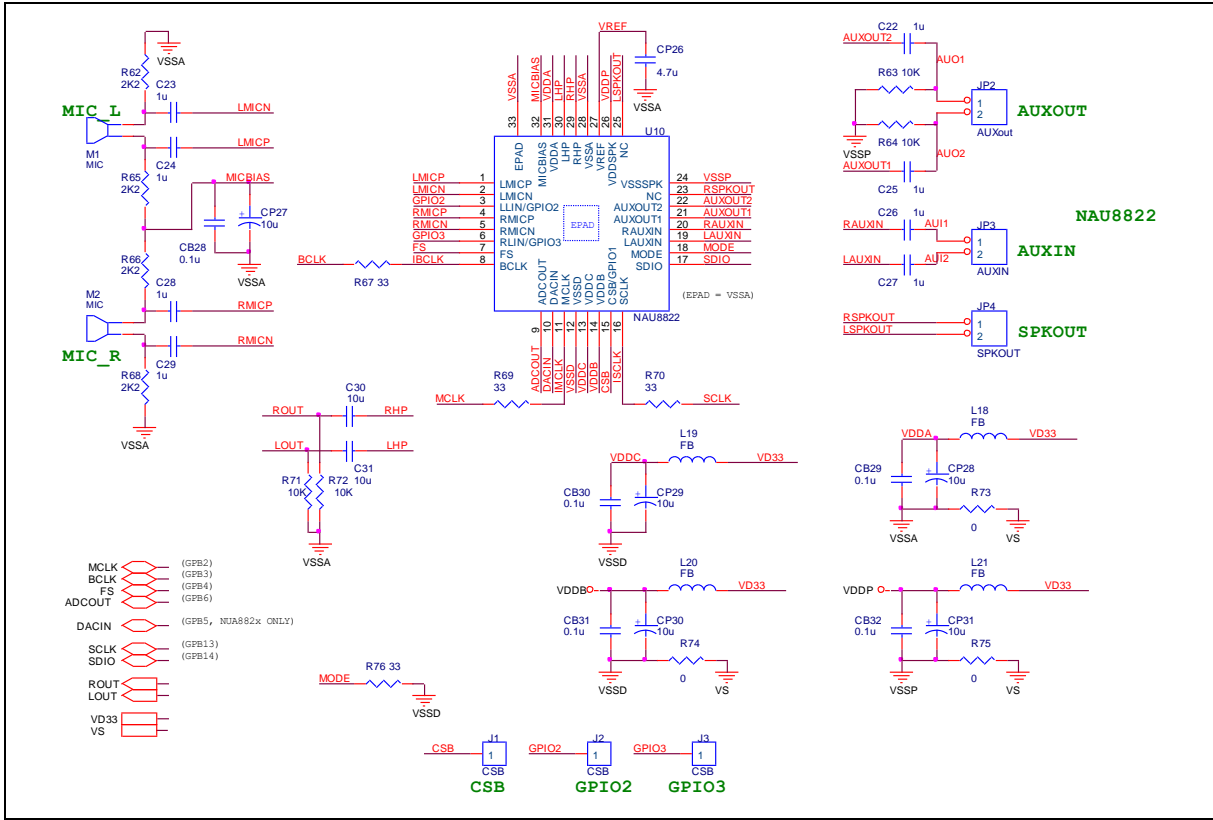 VSSA
R62
2K2
C23
1u
LMICN
MIC_L
M1
MIC
LMICP
C24
1u
R65
2K2
MICBIAS
CP27
10u
CB28
0.1u
VSSA
R66
2K2
C28
1u
M2
MIC
RMICP
RMICN
MIC_R
C29
1u
R68
2K2
VSSA
VREF
CP26
4.7u
VSSA
VSSA
MICBIAS
VDDA
LHP
RHP
VSSA
VDDP
LSPKOUT
33
32
31
30
29
28
27
26
25
U10
EPAD
MICBIAS
VDDA
LHP
RHP
VSSA
VREF
VDDSPK
NC
LMICP 1 LMICP
LMICN 2 LMICN
GPIO2 3 LLIN/GPIO2
RMICP 4 RMICP
RMICN 5 RMICN
GPIO3 6 RLIN/GPIO3
FS 7 FS
IBCLK 8 BCLK
BCLK
R67 33
EPAD
VSSSPK 24 VSSP
NC 23 RSPKOUT
AUXOUT2 22 AUXOUT2
AUXOUT1 21 AUXOUT1
RAUXIN 20 RAUXIN
LAUXIN 19 LAUXIN
MODE 18 MODE
SDIO 17 SDIO
(EPAD = VSSA)
NAU8822
ADCOUT
DACIN
MCLK
VSSD
VDDC
VDDB
CSB/GPIO1
SCLK
9
10
11
12
13
14
15
16
ADCOUT
DACIN
IMCLK
VSSD
VDDC
VDDB
CSB
ISCLK
R69
33
MCLK
R70
33
SCLK
C22 1u
AUXOUT2
AUO1
R63 10K
JP2
1
2
AUXout
AUXOUT
VSSP
R64 10K
AUXOUT1
AUO2
C25
1u
NAU8822
C26
1u
RAUXIN
AUI1
JP3
1
2
AUXIN
AUXIN
LAUXIN
AUI2
C27
1u
RSPKOUT
LSPKOUT
JP4
1
2
SPKOUT
SPKOUT
C30
10u
ROUT
RHP
LOUT
LHP
C31
10u
R71
10K
R72
10K
VSSA
L19
FB
VDDC
VD33
CB30
0.1u
CP29
10u
VSSD
L18
FB
VDDA
VD33
CB29
0.1u
CP28
10u
R73
0
VSSA
VS
L20
FB
VDDB
VD33
CB31
0.1u
CP30
10u
R74
0
VSSD
VS
L21
FB
VDDP
VD33
CB32
0.1u
CP31
10u
R75
0
VSSP
VS
MCLK (GPB2)
BCLK (GPB3)
FS (GPB4)
ADCOUT (GPB6)
DACIN (GPB5, NUA882x ONLY)
SCLK (GPB13)
SDIO (GPB14)
ROUT
LOUT
VD33
VS
R76 33
MODE
VSSD
J1
CSB
1
CSB
CSB
J2
GPIO2
1
CSB
GPIO2
J3
GPIO3
1
CSB
GPIO3